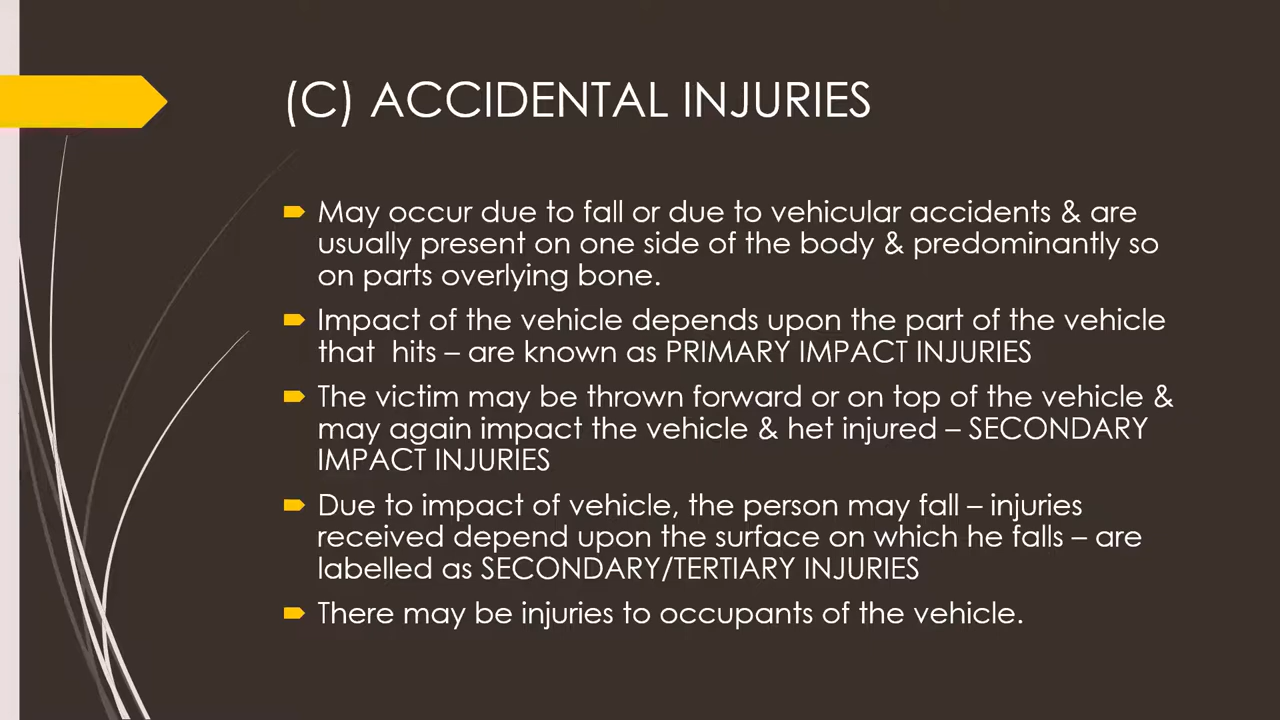 (C) ACCIDENTAL INJURIES
May occur due to fall or due to vehicular accidents & are
usually present on one side of the body & predominantly so
on parts overlying bone.
Impact of the vehicle depends upon the part of the vehicle
that  hits – are known as PRIMARY IMPACT INJURIES
The victim may be thrown forward or on top of the vehicle &
may again impact the vehicle & het injured – SECONDARY
IMPACT INJURIES
Due to impact of vehicle, the person may fall – injuries
received depend upon the surface on which he falls – are
labelled as SECONDARY/TERTIARY INJURIES
There may be injuries to occupants of the vehicle.